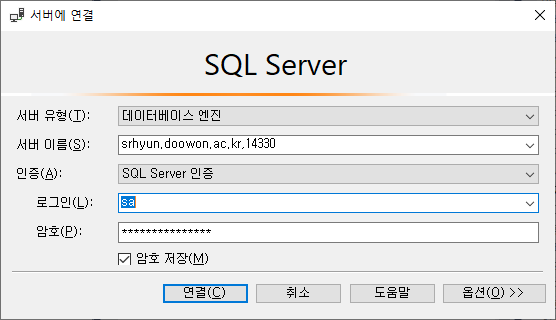 서버에 연결
SQL Server
서버 유형(T): 데이터베이스 엔진
서버 이름(S): srhyun.doowon.ac.kr,14330
인증(A): SQL Server 인증
로그인(L): sa
암호(P): ***************
암호 저장(M)
연결(C) 취소 도움말 옵션(O) >>